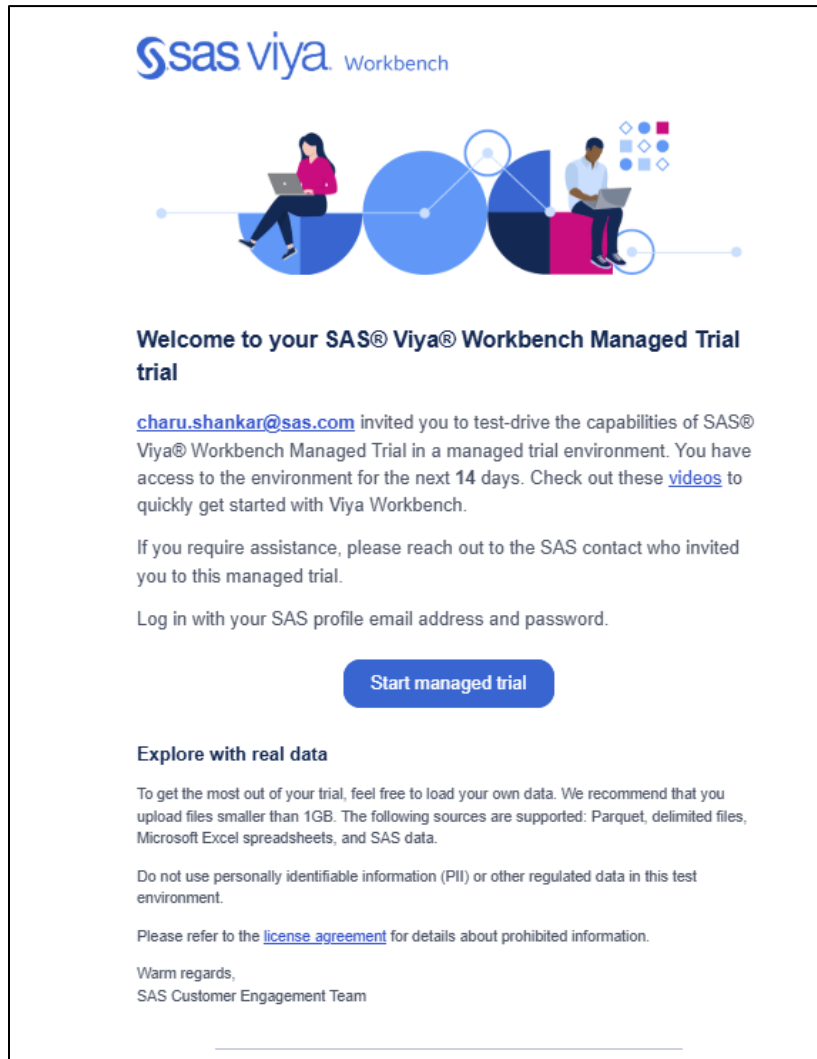 sas viya Workbench
Welcome to your SAS® Viya® Workbench Managed Trial
trial
charu.shankar@sas.com invited you to test-drive the capabilities of SAS®
Viya® Workbench Managed Trial in a managed trial environment. You have
access to the environment for the next 14 days. Check out these videos to
quickly get started with Viya Workbench.
If you require assistance, please reach out to the SAS contact who invited
you to this managed trial.
Log in with your SAS profile email address and password.
Start managed trial
Explore with real data
To get the most out of your trial, feel free to load your own data. We recommend that you
upload files smaller than 1GB. The following sources are supported: Parquet, delimited files,
Microsoft Excel spreadsheets, and SAS data.
Do not use personally identifiable information (PII) or other regulated data in this test
environment.
Please refer to the license agreement for details about prohibited information.
Warm regards,
SAS Customer Engagement Team